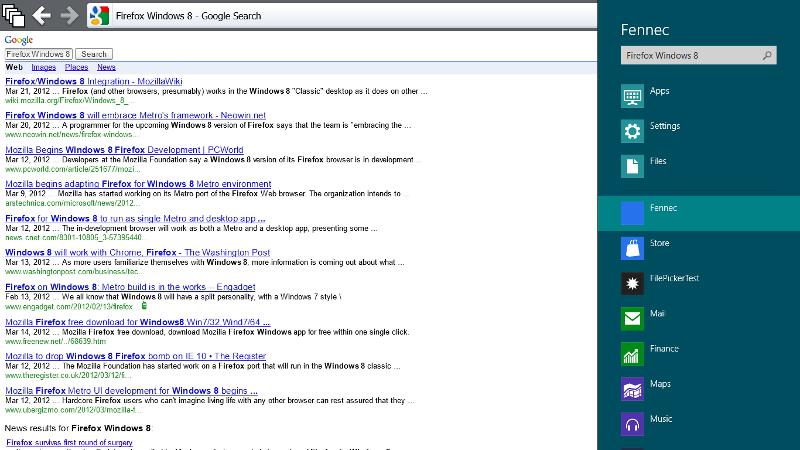 Firefox Windows 8 - Google Search
Google
Firefox Windows 8 Search
Web Images Places News
Firefox/Windows 8 Integration - MozillaWiki
Mar 21, 2012 ... Firefox (and other browsers, presumably) works in the Windows 8 "Classic" desktop as it does on other ...
wiki.mozilla.org/Firefox/Windows_8_...
Firefox Windows 8 will embrace Metro's framework - Neowin.net
Mar 20, 2012 ... A programmer for the upcoming Windows 8 version of Firefox says that the team is "embracing the ...
www.neowin.net/news/firefox-windows...
Mozilla Begins Windows 8 Firefox Development | PCWorld
Mar 12, 2012 ... Developers at the Mozilla Foundation say a Windows 8 version of its Firefox browser is in development...
www.pcworld.com/article/251677/mozi...
Mozilla begins adapting Firefox for Windows 8 Metro environment
Mar 9, 2012 ... Mozilla has started working on its Metro port of the Firefox Web browser. The organization intends to ...
arstechnica.com/microsoft/news/2012...
Firefox for Windows 8 to run as single Metro and desktop app ...
Mar 12, 2012 ... The in-development browser will work as both a Metro and a desktop app, presenting some ...
news.cnet.com/8301-10805_3-57395440...
Windows 8 will work with Chrome, Firefox - The Washington Post
Mar 13, 2012 ... As more users familiarize themselves with Windows 8, more information is coming out about what ...
www.washingtonpost.com/business/tec...
Firefox on Windows 8: Metro build is in the works -- Engadget
Feb 13, 2012 ... We all know that Windows 8 will have a split personality, with a Windows 7 style \
www.engadget.com/2012/02/13/firefox...
Mozilla Firefox free download for Windows8,Win7/32,Wind7/64 ...
Mar 14, 2012 ... Mozilla Firefox free download, download Mozilla Firefox Windows app for free within one single click.
www.freenew.net/../68639.htm
Mozilla to drop Windows 8 Firefox bomb on IE 10 • The Register
Mar 12, 2012 ... The Mozilla Foundation has started work on a Firefox port that will run in the Windows 8 classic ...
www.theregister.co.uk/2012/03/12/fi...
Mozilla Firefox Metro UI development for Windows 8 begins ...
Mar 12, 2012 ... Hardcore Firefox users who can't imagine living life with any other browser can rest assured that they ...
www.ubergizmo.com/2012/03/mozilla-f...
News results for Firefox Windows 8:
Firefox survives first round of surgery
Fennec
Firefox Windows 8
Apps
Settings
Files
Fennec
Store
FilePickerTest
Mail
Finance
Maps
Music